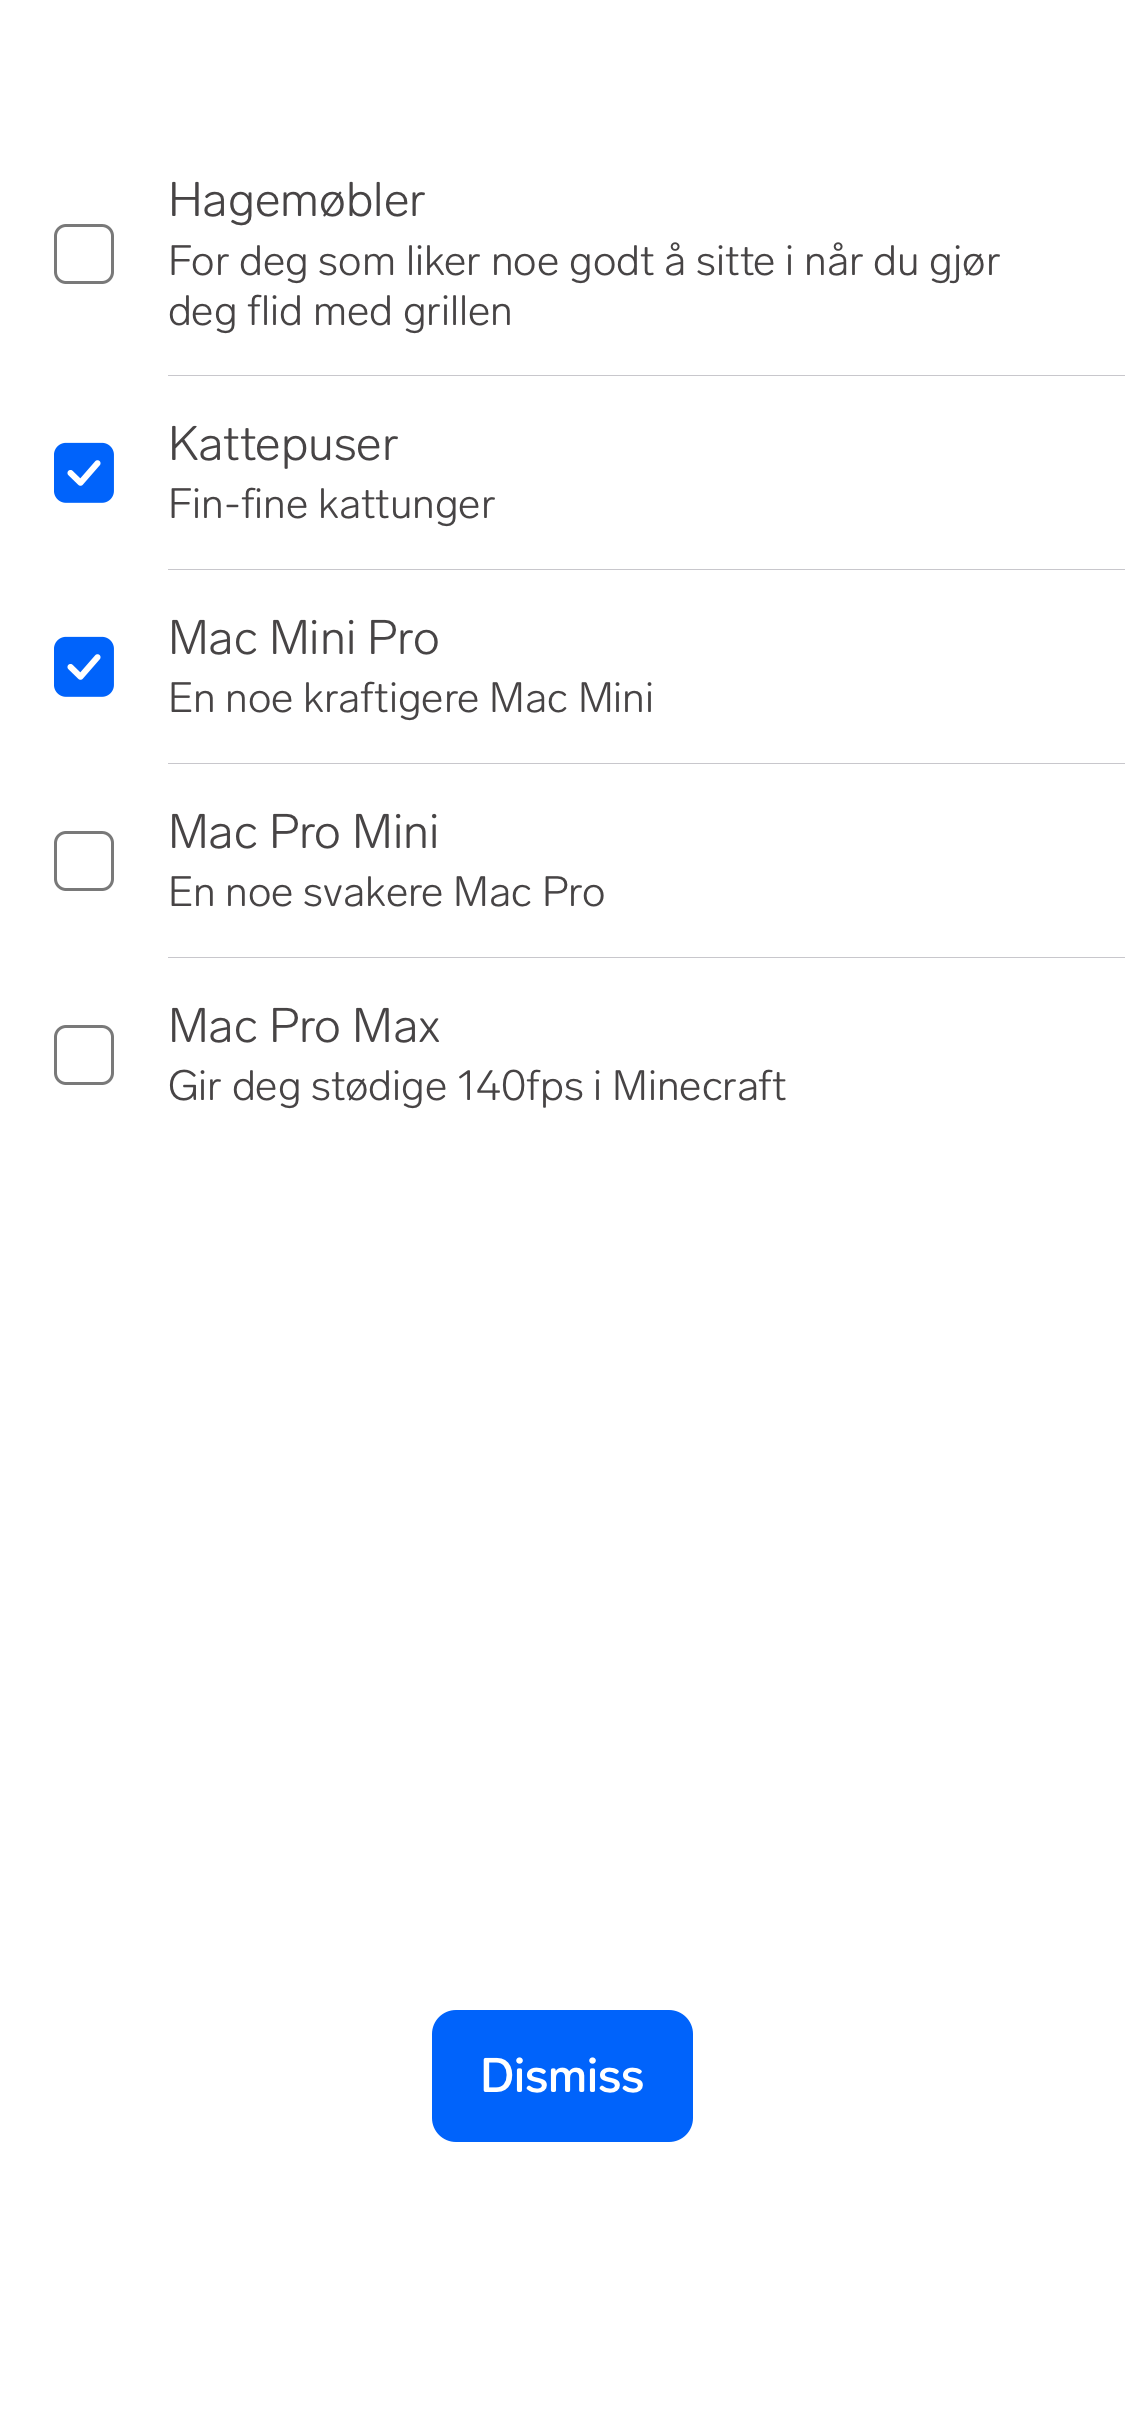 Hagemøbler
For deg som liker noe godt å sitte i når du gjør
deg flid med grillen
Kattepuser
Fin-fine kattunger
Mac Mini Pro
En noe kraftigere Mac Mini
Mac Pro Mini
En noe svakere Mac Pro
Mac Pro Max
Gir deg stødige 140fps i Minecraft
Dismiss